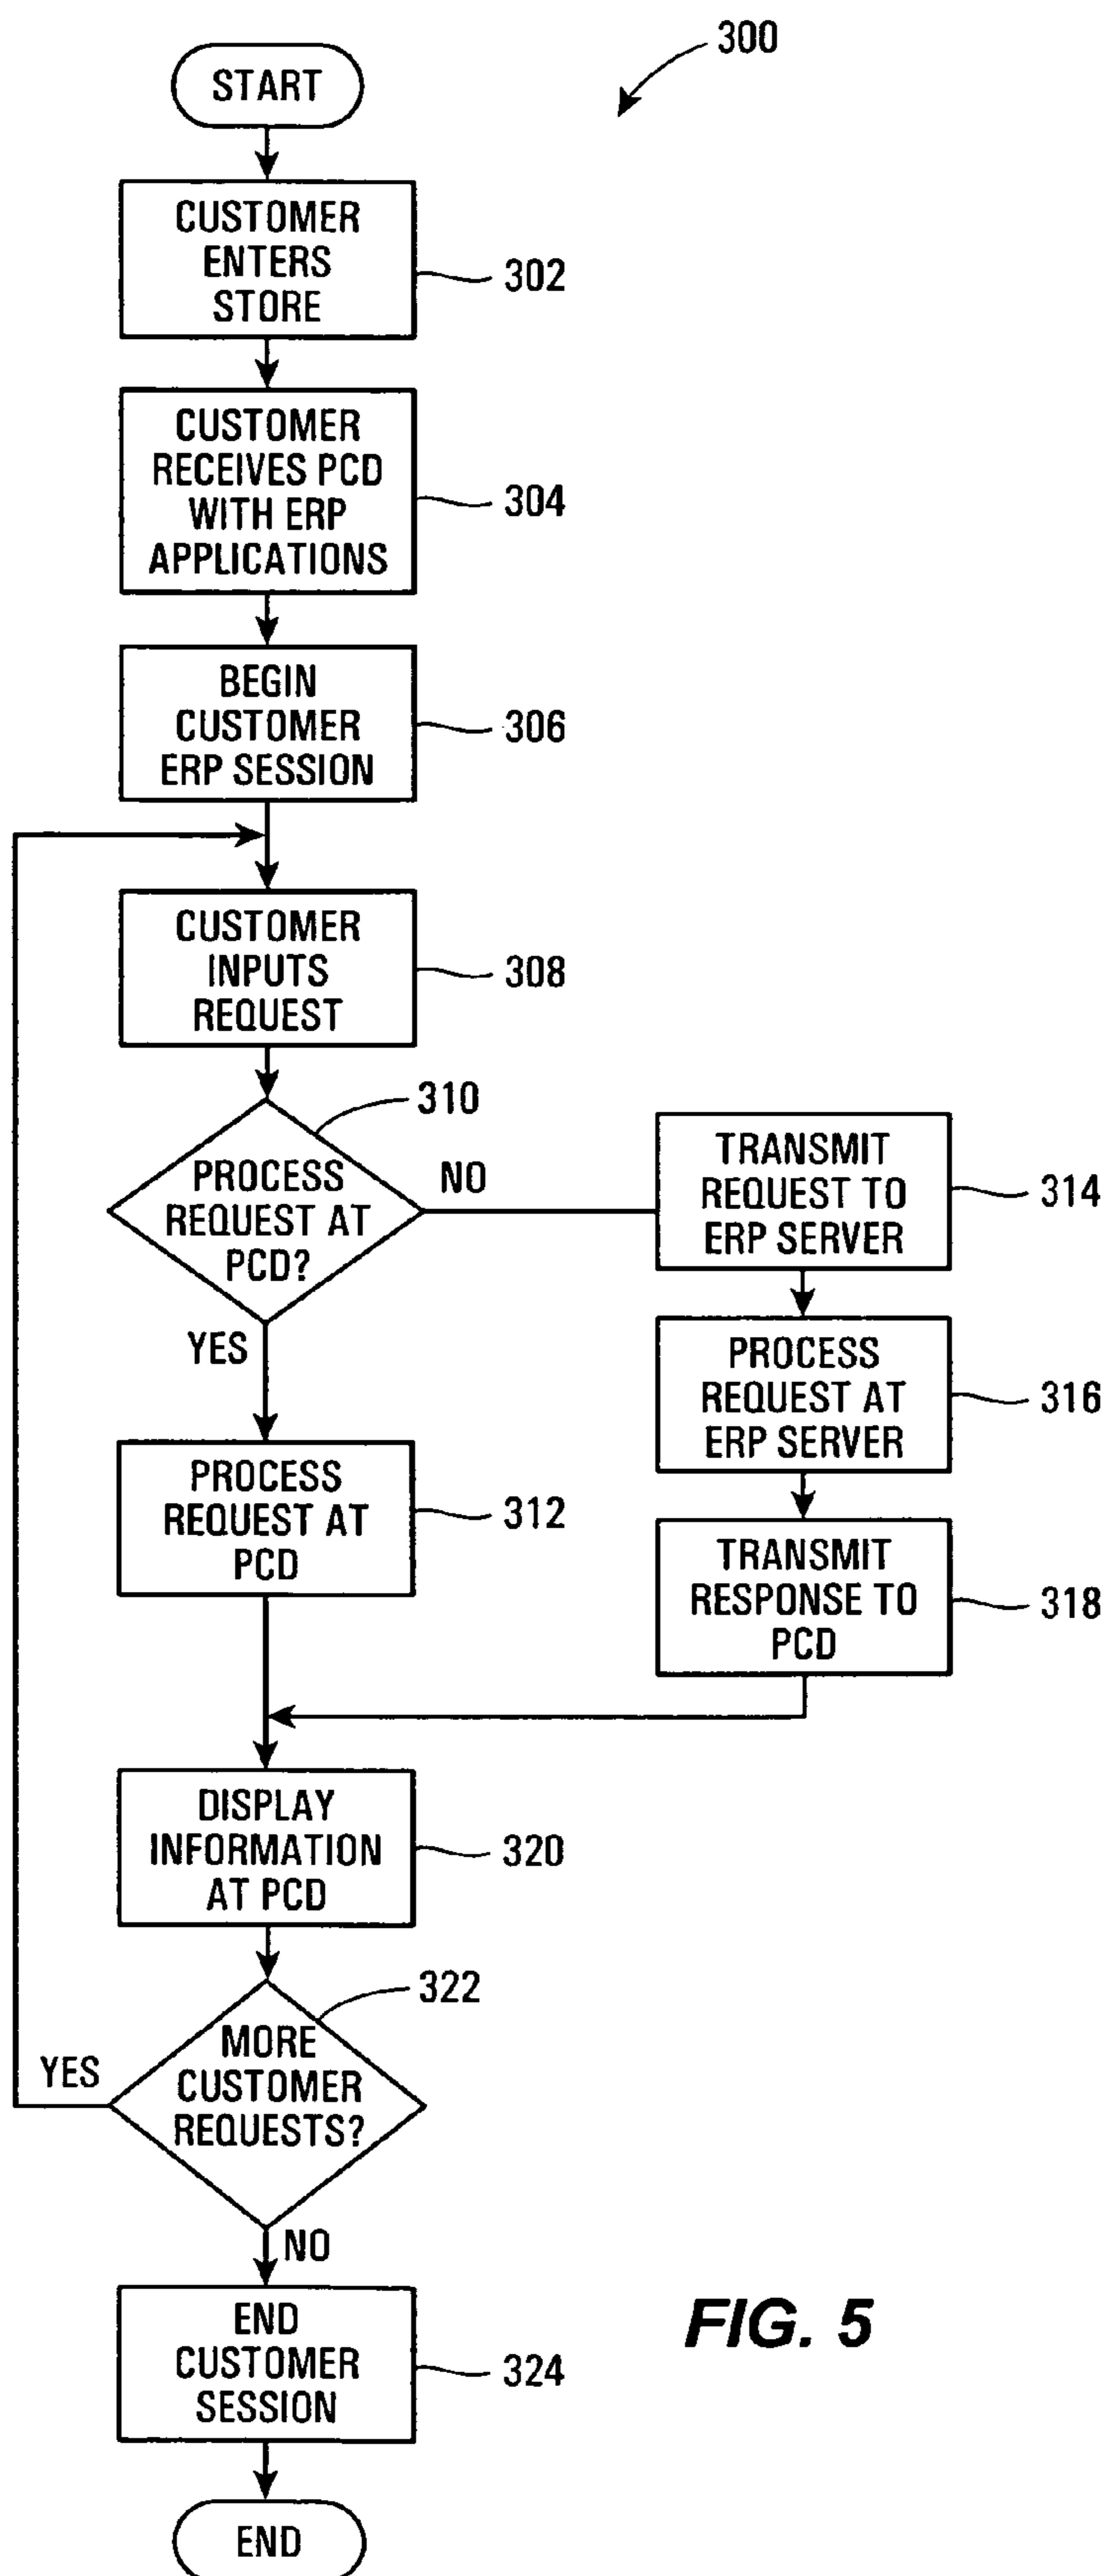 300
START
CUSTOMER
ENTERS
STORE
302
CUSTOMER
RECEIVES PCD
WITH ERP
APPLICATIONS
304
BEGIN
CUSTOMER
ERP SESSION
306
CUSTOMER
INPUTS
REQUEST
308
310
PROCESS
REQUEST AT
PCD?
NO
YES
TRANSMIT
REQUEST TO
ERP SERVER
314
PROCESS
REQUEST AT
ERP SERVER
316
PROCESS
REQUEST AT
PCD
312
TRANSMIT
RESPONSE TO
PCD
318
DISPLAY
INFORMATION
AT PCD
320
322
MORE
CUSTOMER
REQUESTS?
YES
NO
END
CUSTOMER
SESSION
324
FIG. 5
END